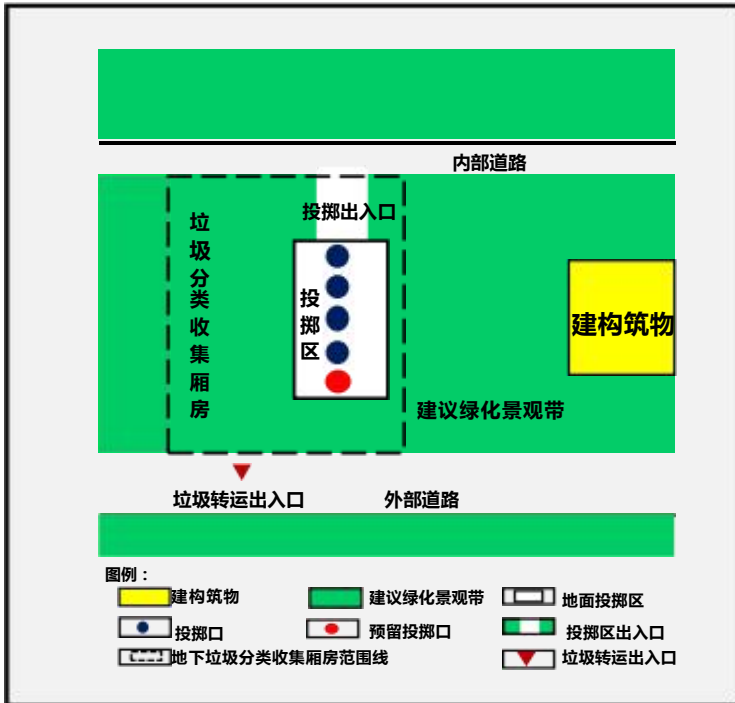 内部道路
投掷出入口
垃圾分类收集厢房
投掷区
建构筑物
建议绿化景观带
垃圾转运出入口
外部道路
图例：
建构筑物
建议绿化景观带
地面投掷区
投掷口
预留投掷口
投掷区出入口
地下垃圾分类收集厢房范围线
垃圾转运出入口